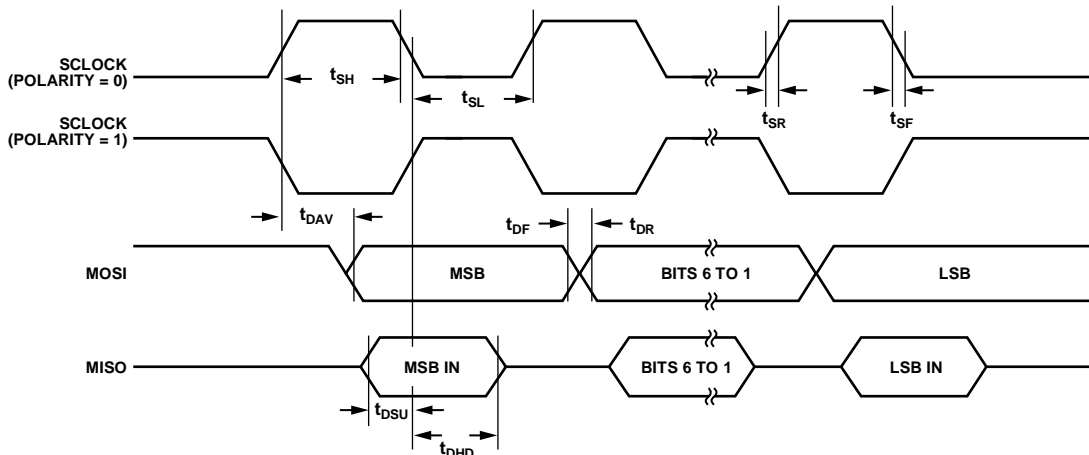 SCLOCK
(POLARITY = 0)
tSH
tSL
tSR
tSF
SCLOCK
(POLARITY = 1)
tDAV
tDF
tDR
MOSI
MSB
BITS 6 TO 1
LSB
MISO
MSB IN
BITS 6 TO 1
LSB IN
tDSU
tDHD